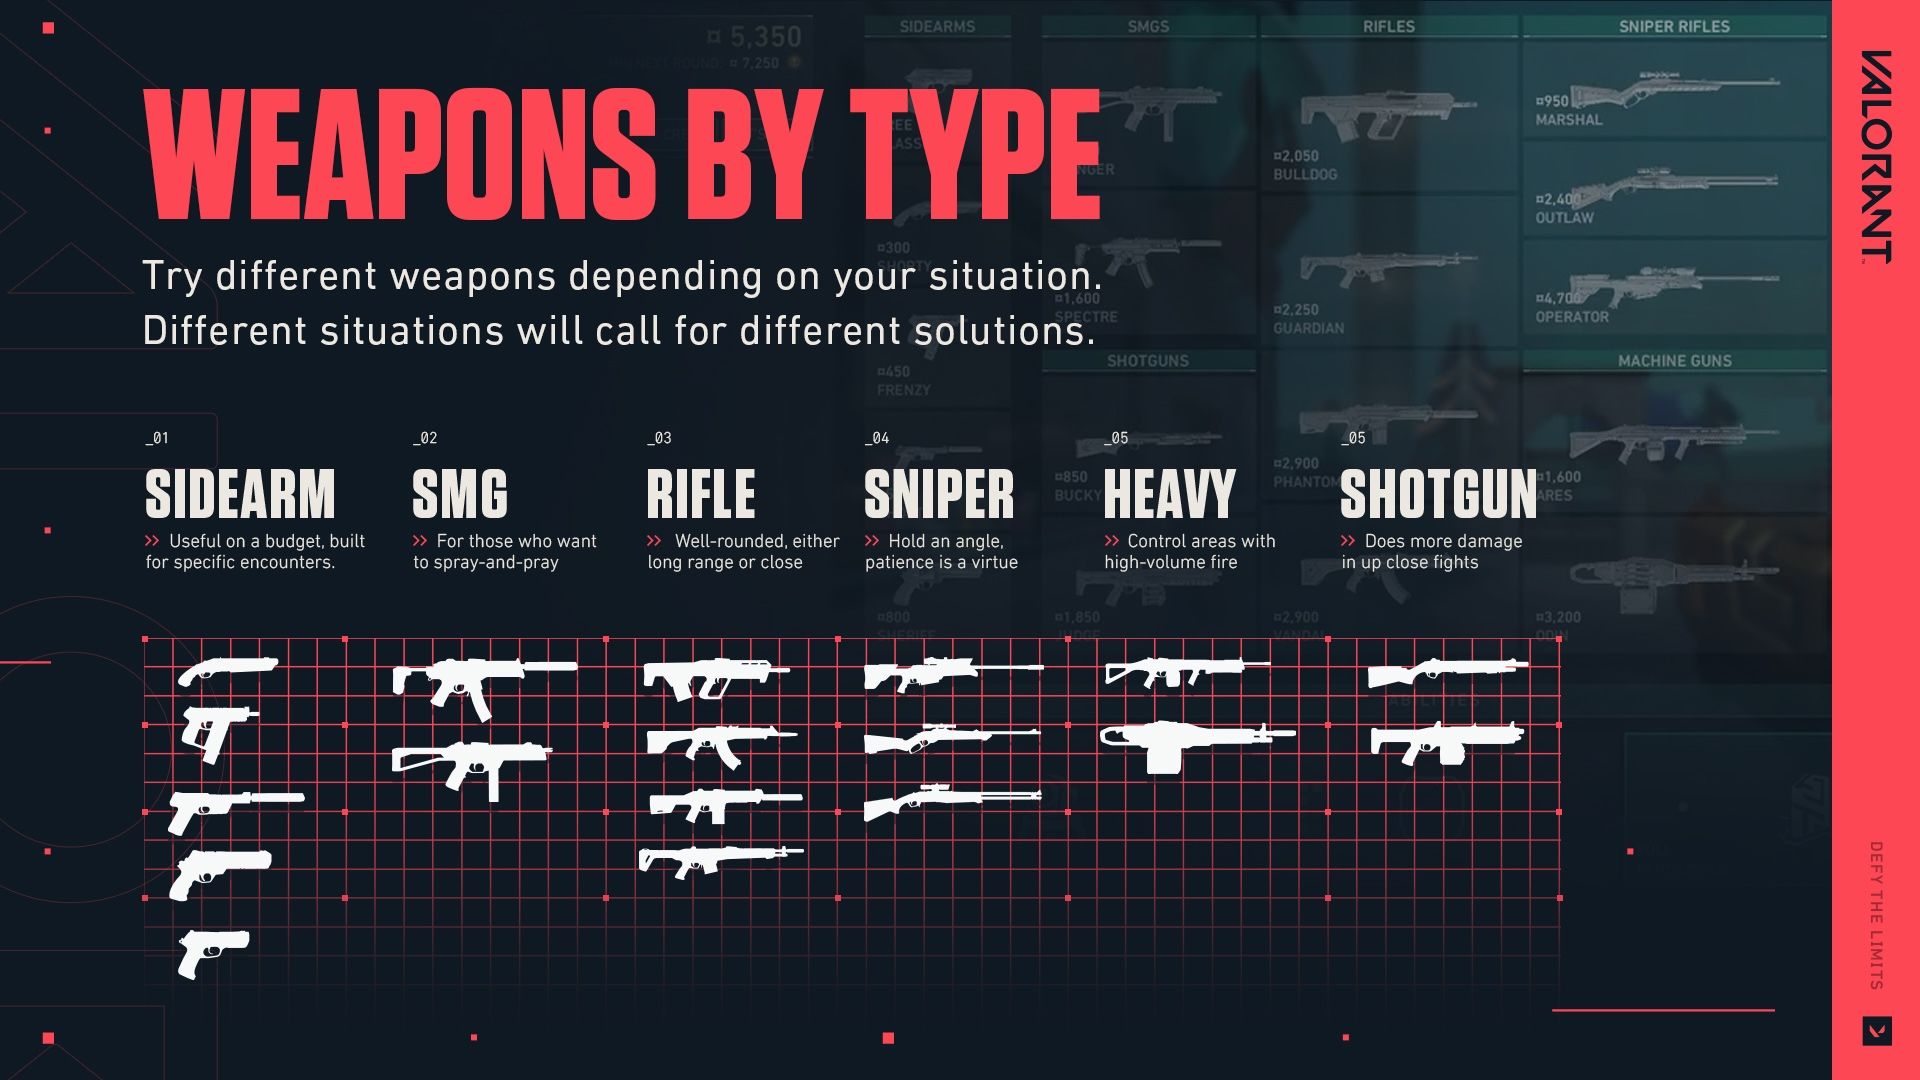 ¤ 5,350
¤ 7,250
SIDEARMS
SMGS
RIFLES
SNIPER RIFLES
WEAPONS BY TYPE
¤950
MARSHAL
¤2,050
BULLDOG
¤2,400
OUTLAW
Try different weapons depending on your situation.
Different situations will call for different solutions.
¤300
SHORTY
¤1,600
SPECTRE
¤2,250
GUARDIAN
¤4,700
OPERATOR
SHOTGUNS
MACHINE GUNS
¤450
FRENZY
_01
SIDEARM
>> Useful on a budget, built
for specific encounters.
_02
SMG
>> For those who want
to spray-and-pray
_03
RIFLE
>> Well-rounded, either
long range or close
_04
SNIPER
>> Hold an angle,
patience is a virtue
_05
HEAVY
>> Control areas with
high-volume fire
_05
SHOTGUN
>> Does more damage
in up close fights
¤850
BUCKY
¤2,900
PHANTOM
¤1,600
ARES
¤800
SHERIFF
¤1,850
JUDGE
¤2,900
VANDAL
¤3,200
ODIN
ABILITIES
VALORANT
DEFY THE LIMITS